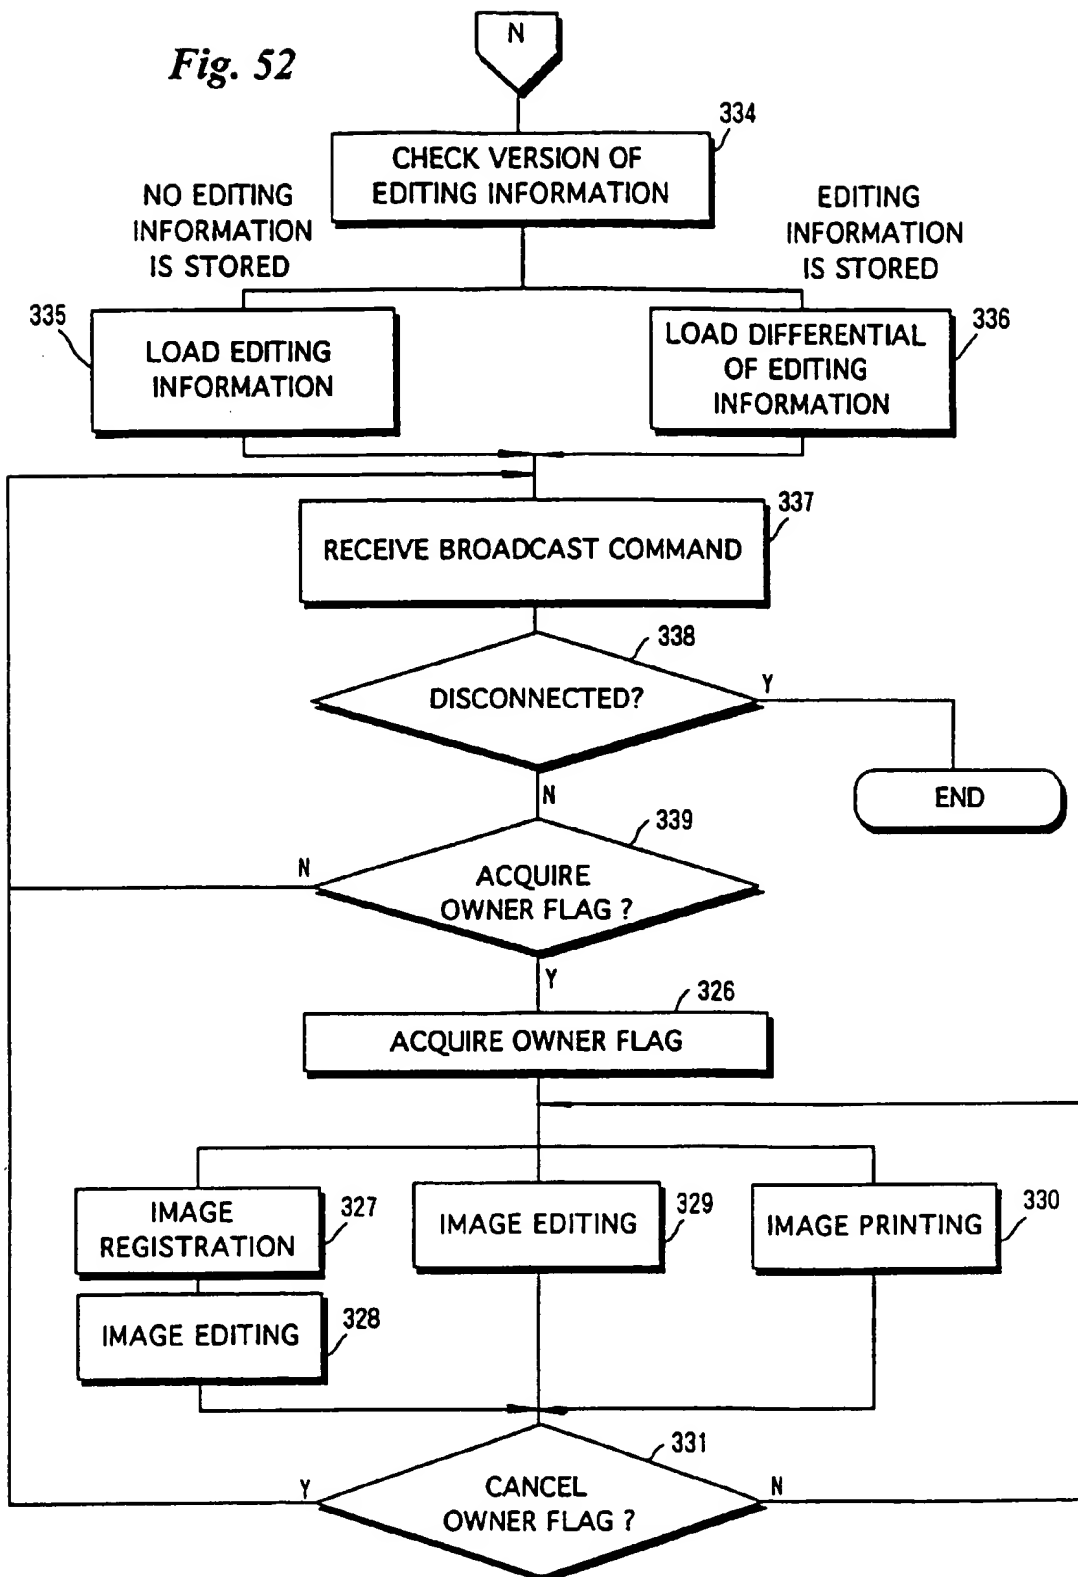 Fig. 52
N
334
CHECK VERSION OF
EDITING INFORMATION
NO EDITING
INFORMATION
IS STORED
EDITING
INFORMATION
IS STORED
335
LOAD EDITING
INFORMATION
LOAD DIFFERENTIAL
OF EDITING
INFORMATION
336
337
RECEIVE BROADCAST COMMAND
338
DISCONNECTED?
Y
N
END
339
N
ACQUIRE
OWNER FLAG ?
Y
326
ACQUIRE OWNER FLAG
IMAGE
REGISTRATION
327
IMAGE EDITING
329
IMAGE PRINTING
330
IMAGE EDITING
328
331
Y
CANCEL
OWNER FLAG ?
N